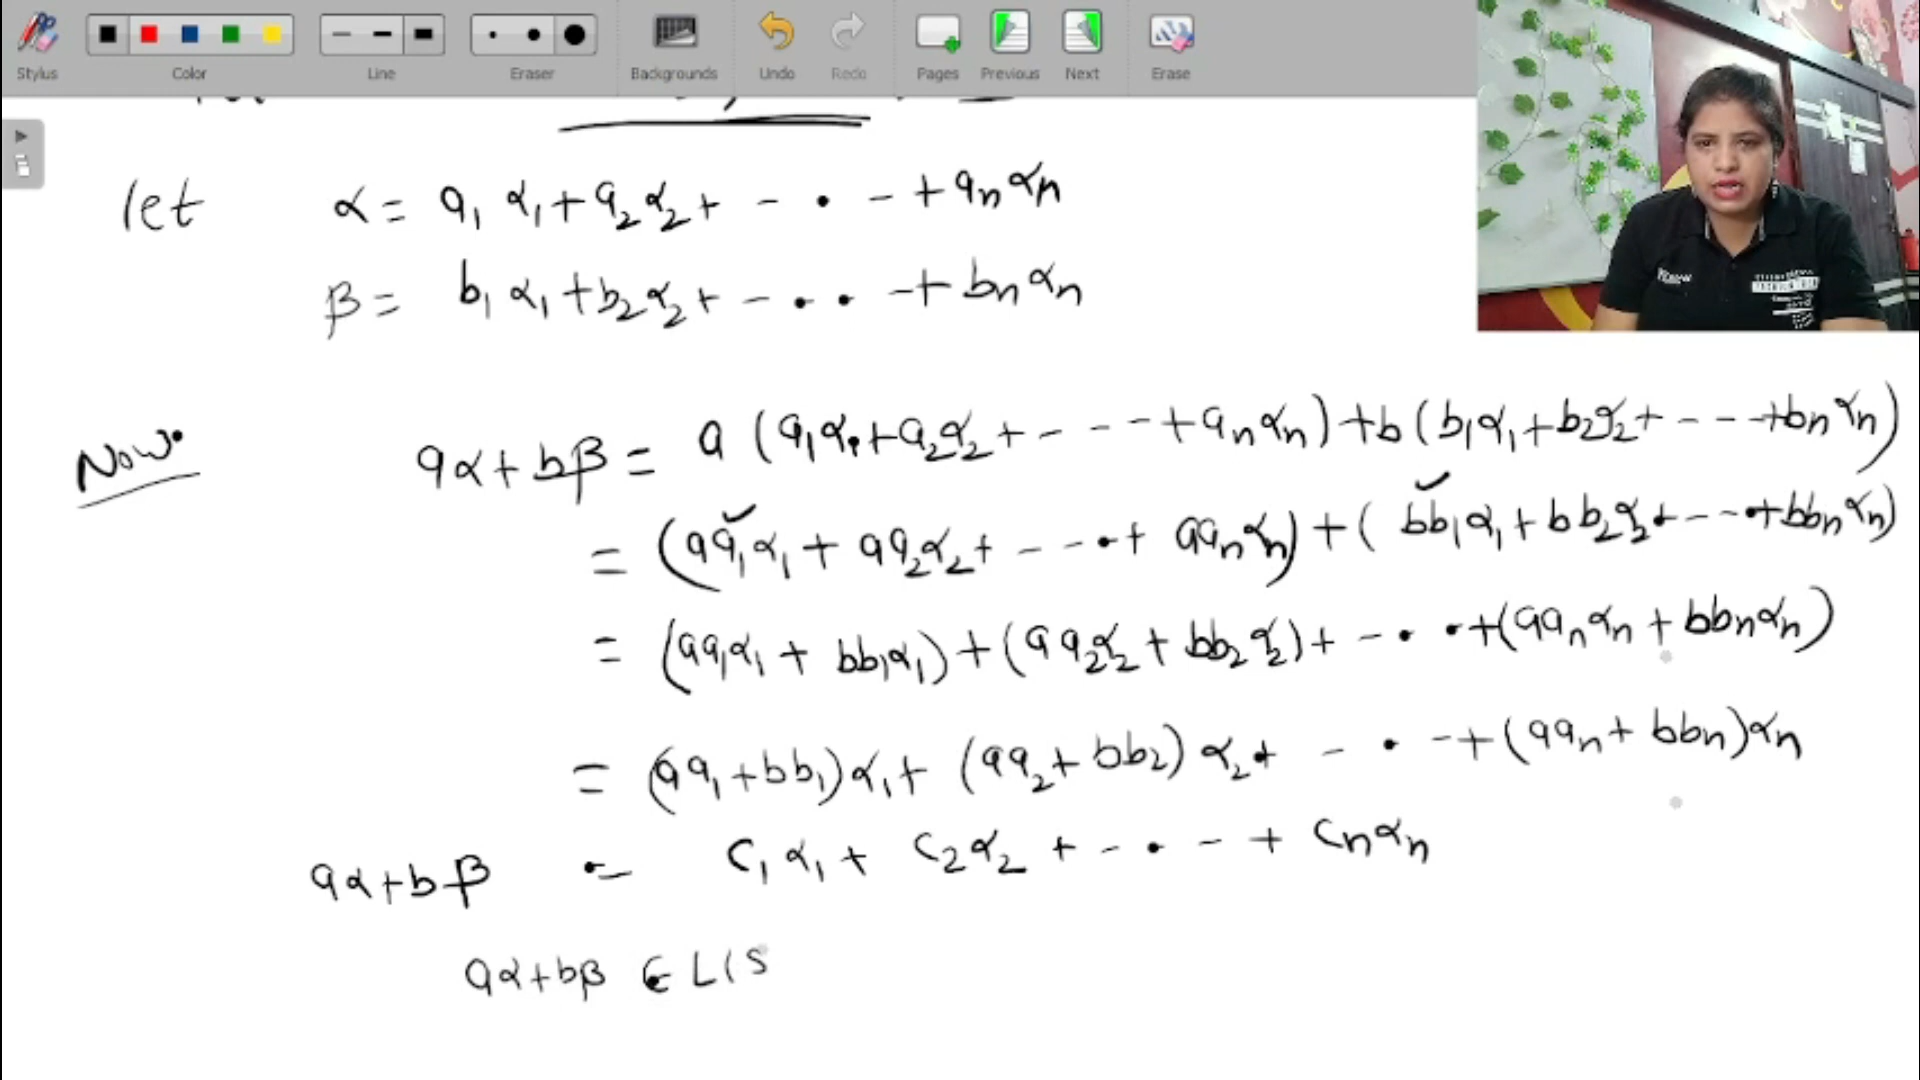 Stylus Color Line Eraser Backgrounds Undo Redo Pages Previous Next Erase
let α = a₁α₁ + a₂α₂ + - • - + aₙαₙ
β = b₁α₁ + b₂α₂ + - • • - + bₙαₙ
Now aα + bβ = a (a₁α₁ + a₂α₂ + - - - - + aₙαₙ) + b (b₁α₁ + b₂α₂ + - - - + bₙαₙ)
= (aa₁α₁ + aa₂α₂ + - - - • + aaₙαₙ) + (bb₁α₁ + bb₂α₂ + - - - • + bbₙαₙ)
= (aa₁α₁ + bb₁α₁) + (aa₂α₂ + bb₂α₂) + - • • + (aaₙαₙ + bbₙαₙ)
= (aa₁ + bb₁)α₁ + (aa₂ + bb₂)α₂ + - • - + (aaₙ + bbₙ)αₙ
aα + bβ = c₁α₁ + c₂α₂ + - • - + cₙαₙ
aα + bβ ∈ L(S